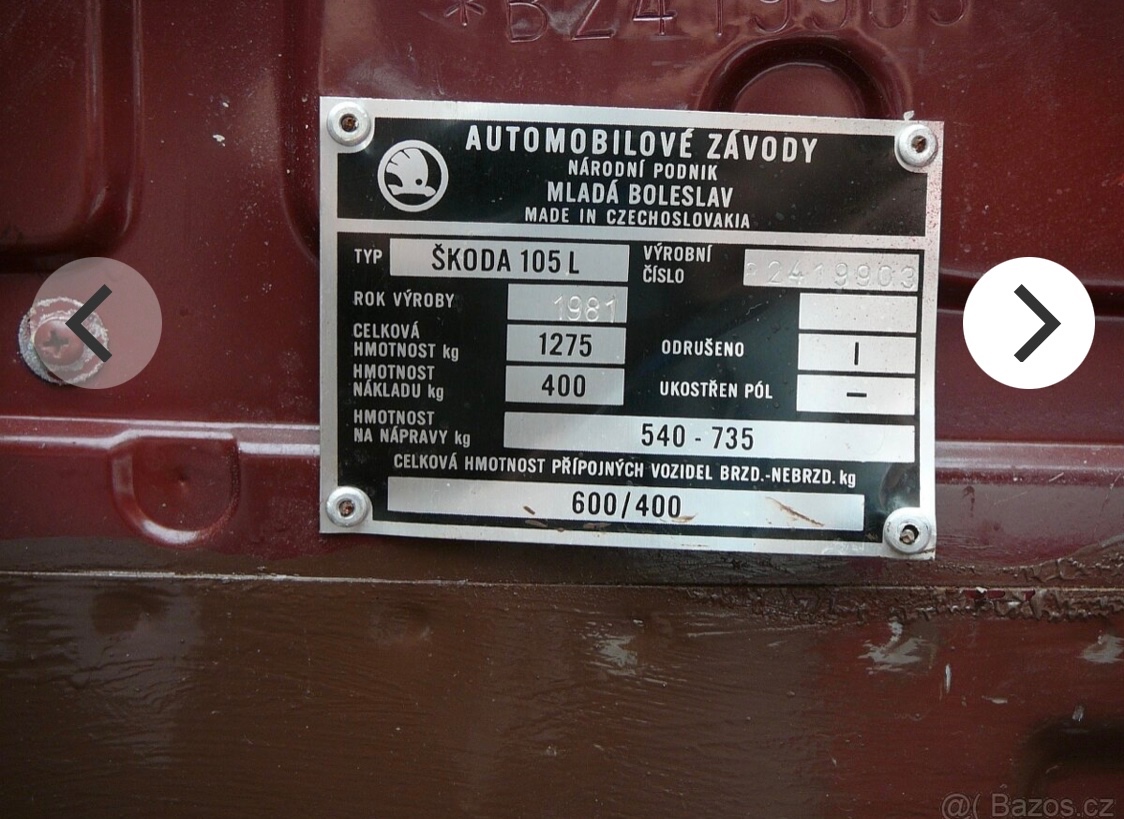 *BZ419903
AUTOMOBILOVÉ ZÁVODY
NÁRODNÍ PODNIK
MLADÁ BOLESLAV
MADE IN CZECHOSLOVAKIA
TYP ŠKODA 105 L
VÝROBNÍ ČÍSLO 2419903
ROK VÝROBY 1981
CELKOVÁ
HMOTNOST kg 1275
ODRUŠENO I
HMOTNOST
NÁKLADU kg 400
UKOSTŘEN PÓL –
HMOTNOST
NA NÁPRAVY kg 540 - 735
CELKOVÁ HMOTNOST PŘÍPOJNÝCH VOZIDEL BRZD.-NEBRZD. kg
600/400
@( Bazos.cz